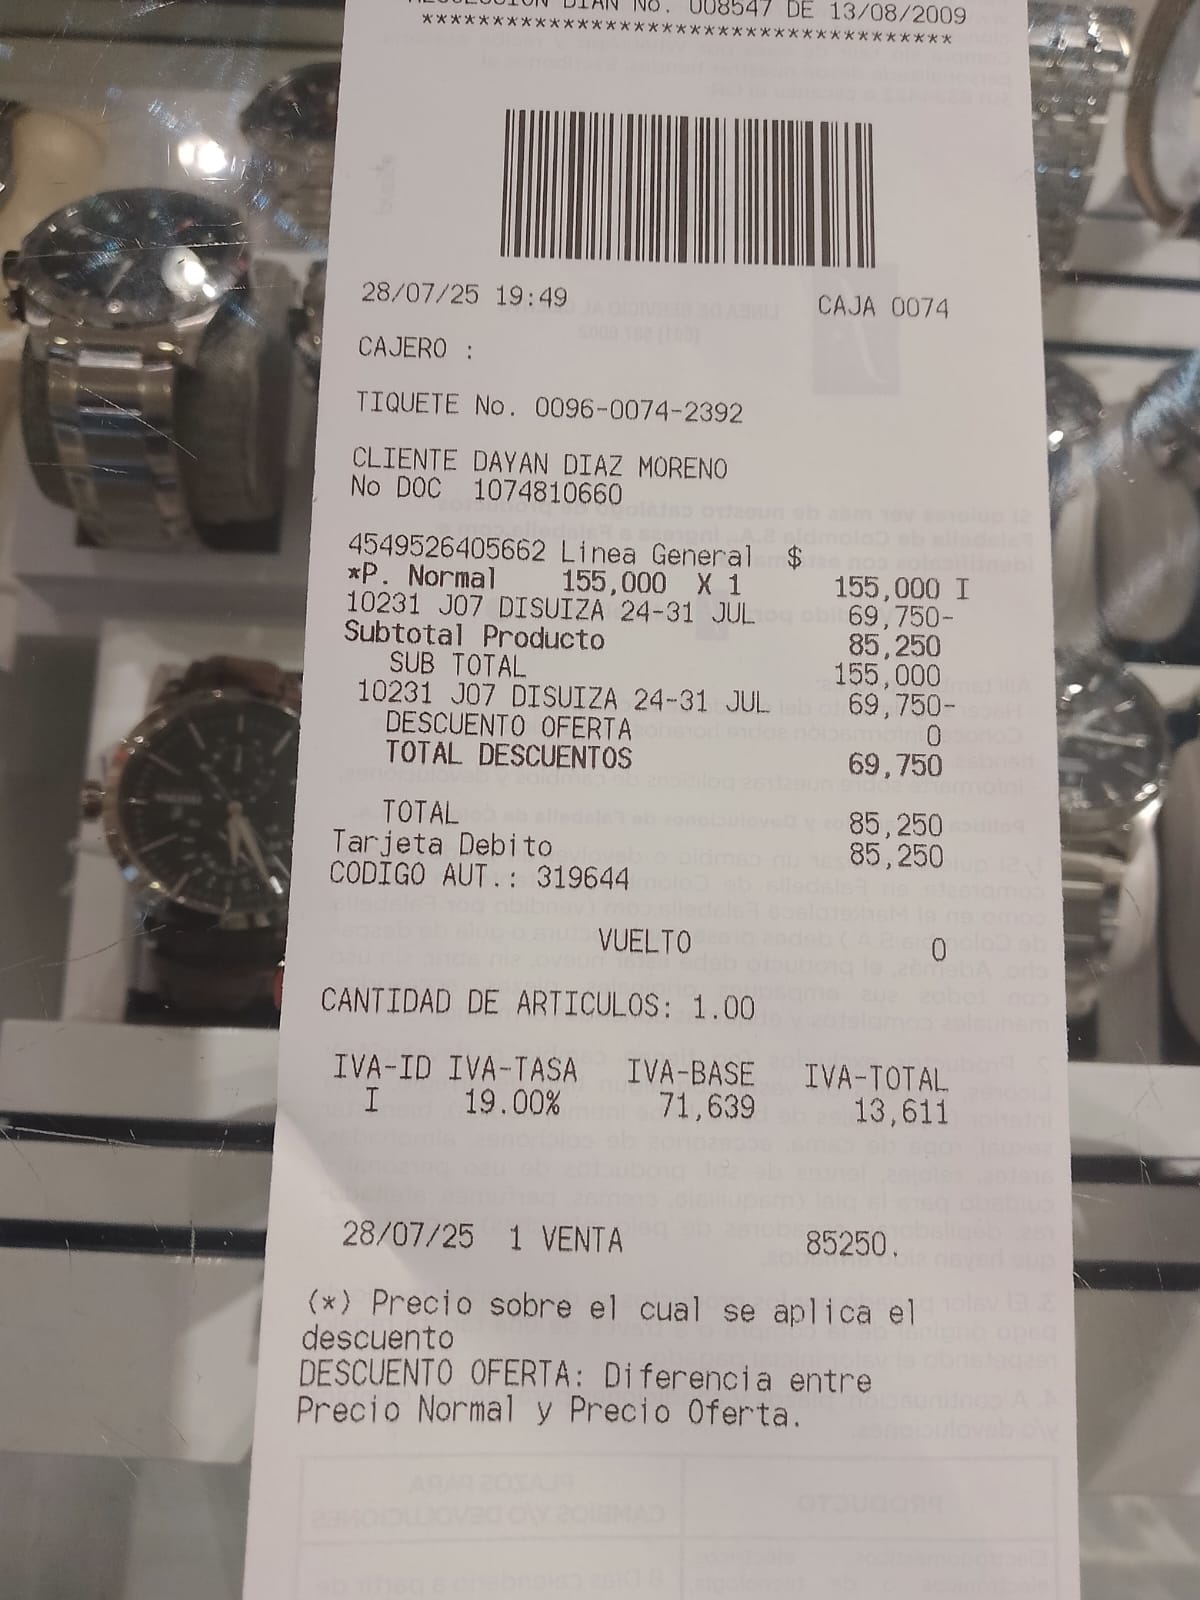 DIAN No. 008547 DE 13/08/2009
*******************************************
28/07/25 19:49 CAJA 0074
CAJERO :
TIQUETE No. 0096-0074-2392
CLIENTE DAYAN DIAZ MORENO
No DOC 1074810660
4549526405662 Linea General $
*P. Normal 155,000 X 1 155,000 I
10231 J07 DISUIZA 24-31 JUL 69,750-
Subtotal Producto 85,250
SUB TOTAL 155,000
10231 J07 DISUIZA 24-31 JUL 69,750-
DESCUENTO OFERTA 0
TOTAL DESCUENTOS 69,750
TOTAL 85,250
Tarjeta Debito 85,250
CODIGO AUT.: 319644
VUELTO 0
CANTIDAD DE ARTICULOS: 1.00
IVA-ID IVA-TASA IVA-BASE IVA-TOTAL
I 19.00% 71,639 13,611
28/07/25 1 VENTA 85250.
(*) Precio sobre el cual se aplica el
descuento
DESCUENTO OFERTA: Diferencia entre
Precio Normal y Precio Oferta.